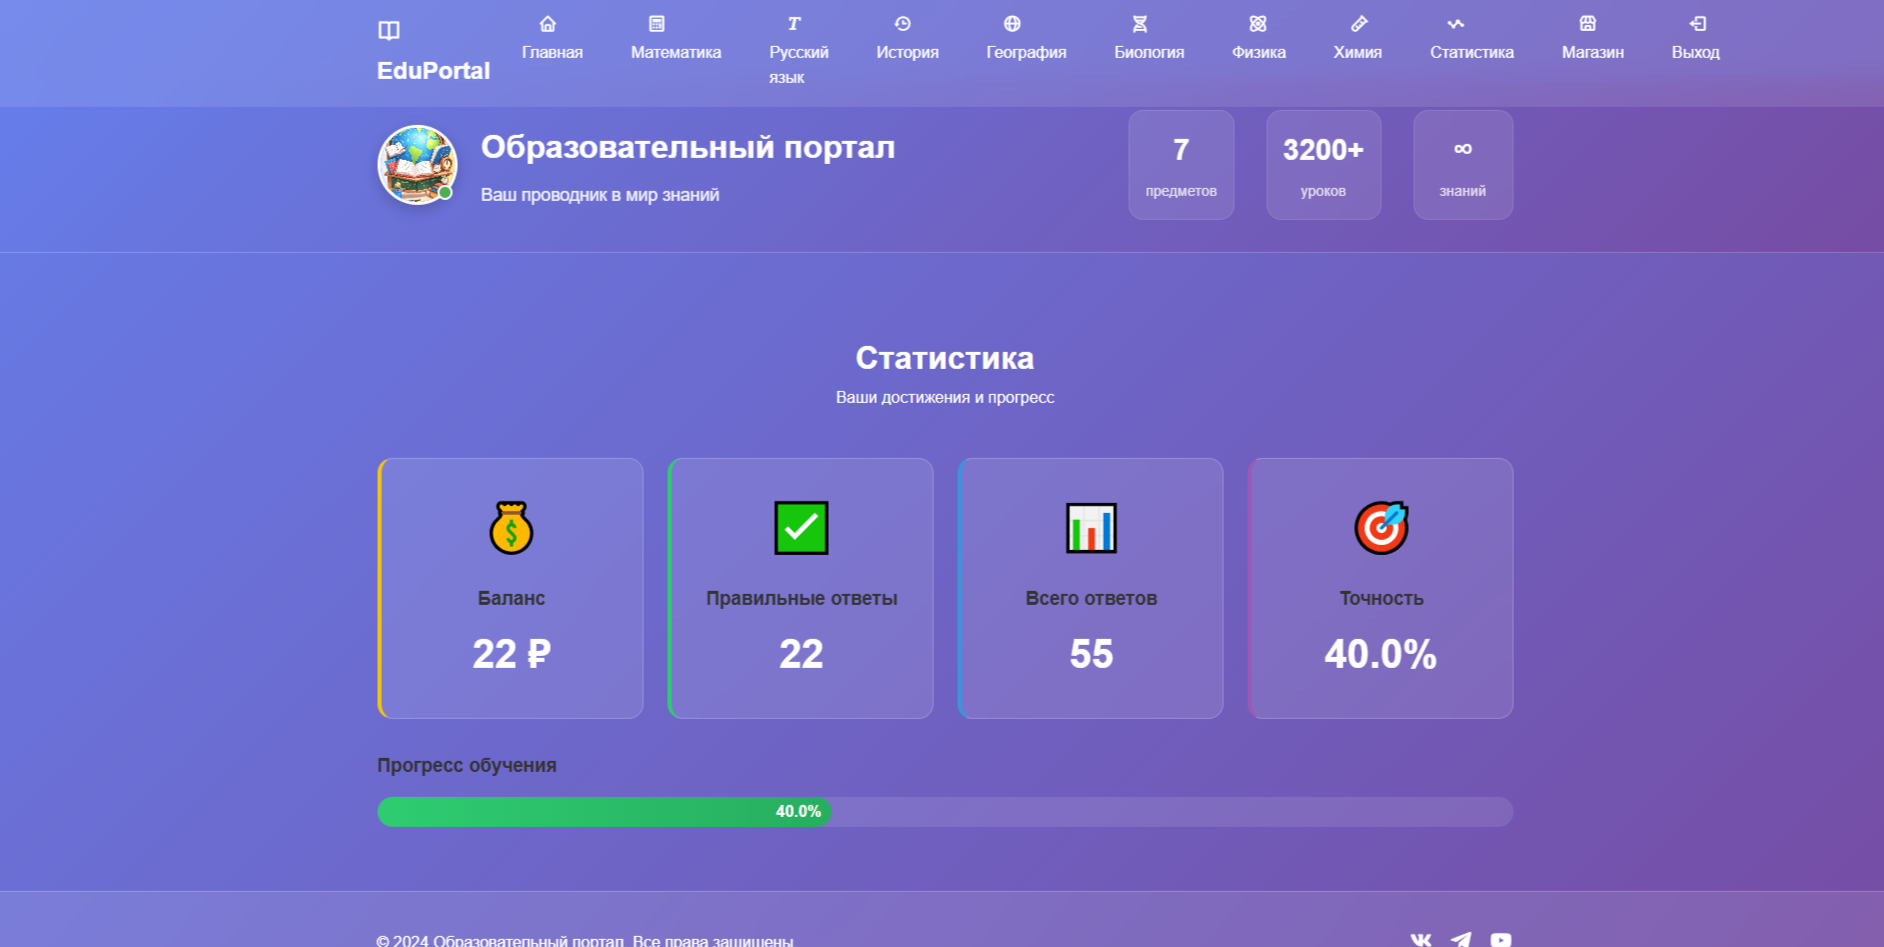 EduPortal
Главная
Математика
Русский
язык
История
География
Биология
Физика
Химия
Статистика
Магазин
Выход
Образовательный портал
Ваш проводник в мир знаний
7
предметов
3200+
уроков
∞
знаний
Статистика
Ваши достижения и прогресс
Баланс
22 ₽
Правильные ответы
22
Всего ответов
55
Точность
40.0%
Прогресс обучения
40.0%
© 2024 Образовательный портал. Все права защищены